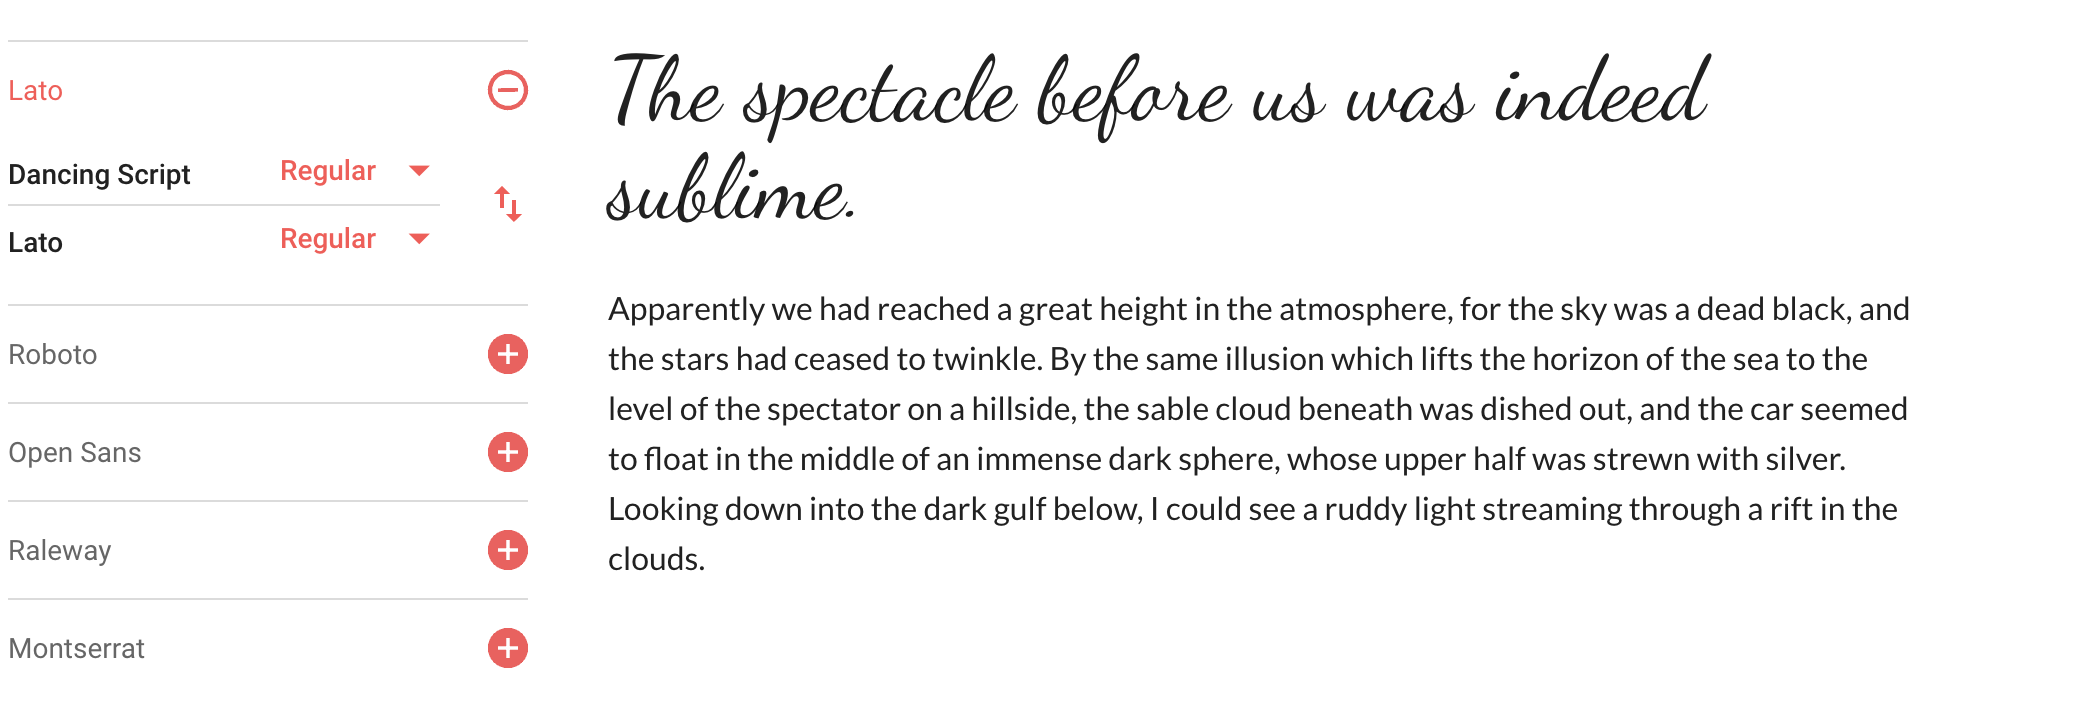 Lato
Dancing Script Regular
Lato Regular
Roboto
Open Sans
Raleway
Montserrat
The spectacle before us was indeed
sublime.
Apparently we had reached a great height in the atmosphere, for the sky was a dead black, and
the stars had ceased to twinkle. By the same illusion which lifts the horizon of the sea to the
level of the spectator on a hillside, the sable cloud beneath was dished out, and the car seemed
to float in the middle of an immense dark sphere, whose upper half was strewn with silver.
Looking down into the dark gulf below, I could see a ruddy light streaming through a rift in the
clouds.